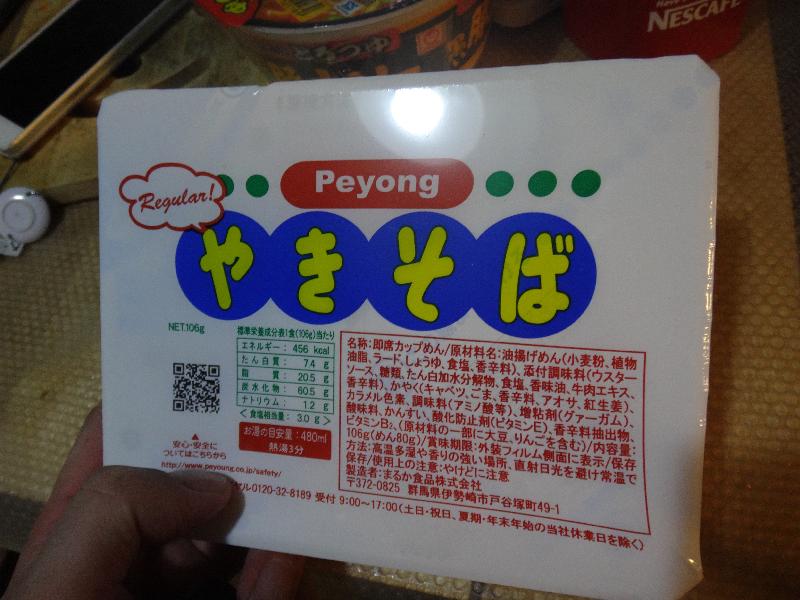 とろつゆ
NESCAFÉ
Regular!
Peyong
やきそば
NET.106g
標準栄養成分表1食(106g)当たり
エネルギー: 456 kcal
たん白質: 7.4 g
脂質: 20.5 g
炭水化物: 60.5 g
ナトリウム: 1.2 g
<食塩相当量: 3.0 g>
お湯の目安量:480ml
熱湯3分
安心・安全に
ついてはこちらから
http://www.peyoung.co.jp/safety/
名称:即席カップめん/原材料名:油揚げめん(小麦粉、植物
油脂、ラード、しょうゆ、食塩、香辛料)、添付調味料(ウスター
ソース、糖類、たん白加水分解物、食塩、香味油、牛肉エキス、
香辛料)、かやく(キャベツ、ごま、香辛料、アオサ、紅生姜)、
カラメル色素、調味料(アミノ酸等)、増粘剤(グァーガム)、
酸味料、かんすい、酸化防止剤(ビタミンE)、香辛料抽出物、
ビタミンB₂、(原材料の一部に大豆、りんごを含む)/内容量:
106g(めん80g)/賞味期限:外装フィルム側面に表示/保存
方法:高温多湿や香りの強い場所、直射日光を避け常温で
保存/使用上の注意:やけどに注意
製造者:まるか食品株式会社
〒372-0825 群馬県伊勢崎市戸谷塚町49-1
0120-32-8189 受付 9:00~17:00(土日・祝日、夏期・年末年始の当社休業日を除く)